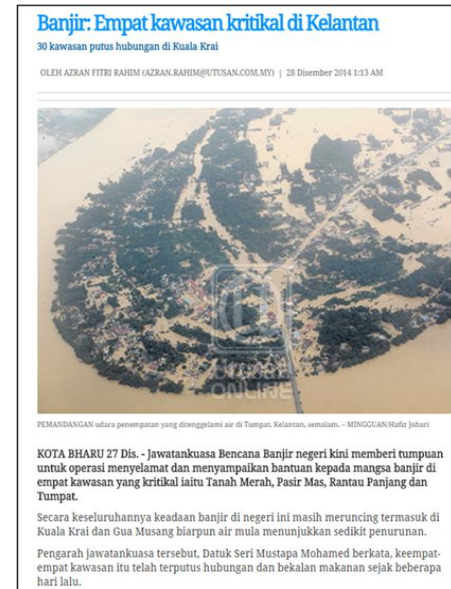 Banjir: Empat kawasan kritikal di Kelantan
30 kawasan putus hubungan di Kuala Krai
OLEH AZRAN FITRI RAHIM (AZRAN.RAHIM@UTUSAN.COM.MY) | 28 Disember 2014 1:13 AM
ONLINE
PEMANDANGAN udara penempatan yang ditenggelami air di Tumpat, Kelantan, semalam. – MINGGUAN/Hafiz Johari
KOTA BHARU 27 Dis. - Jawatankuasa Bencana Banjir negeri kini memberi tumpuan
untuk operasi menyelamat dan menyampaikan bantuan kepada mangsa banjir di
empat kawasan yang kritikal iaitu Tanah Merah, Pasir Mas, Rantau Panjang dan
Tumpat.
Secara keseluruhannya keadaan banjir di negeri ini masih meruncing termasuk di
Kuala Krai dan Gua Musang biarpun air mula menunjukkan sedikit penurunan.
Pengarah jawatankuasa tersebut, Datuk Seri Mustapa Mohamed berkata, keempat-
empat kawasan itu telah terputus hubungan dan bekalan makanan sejak beberapa
hari lalu.